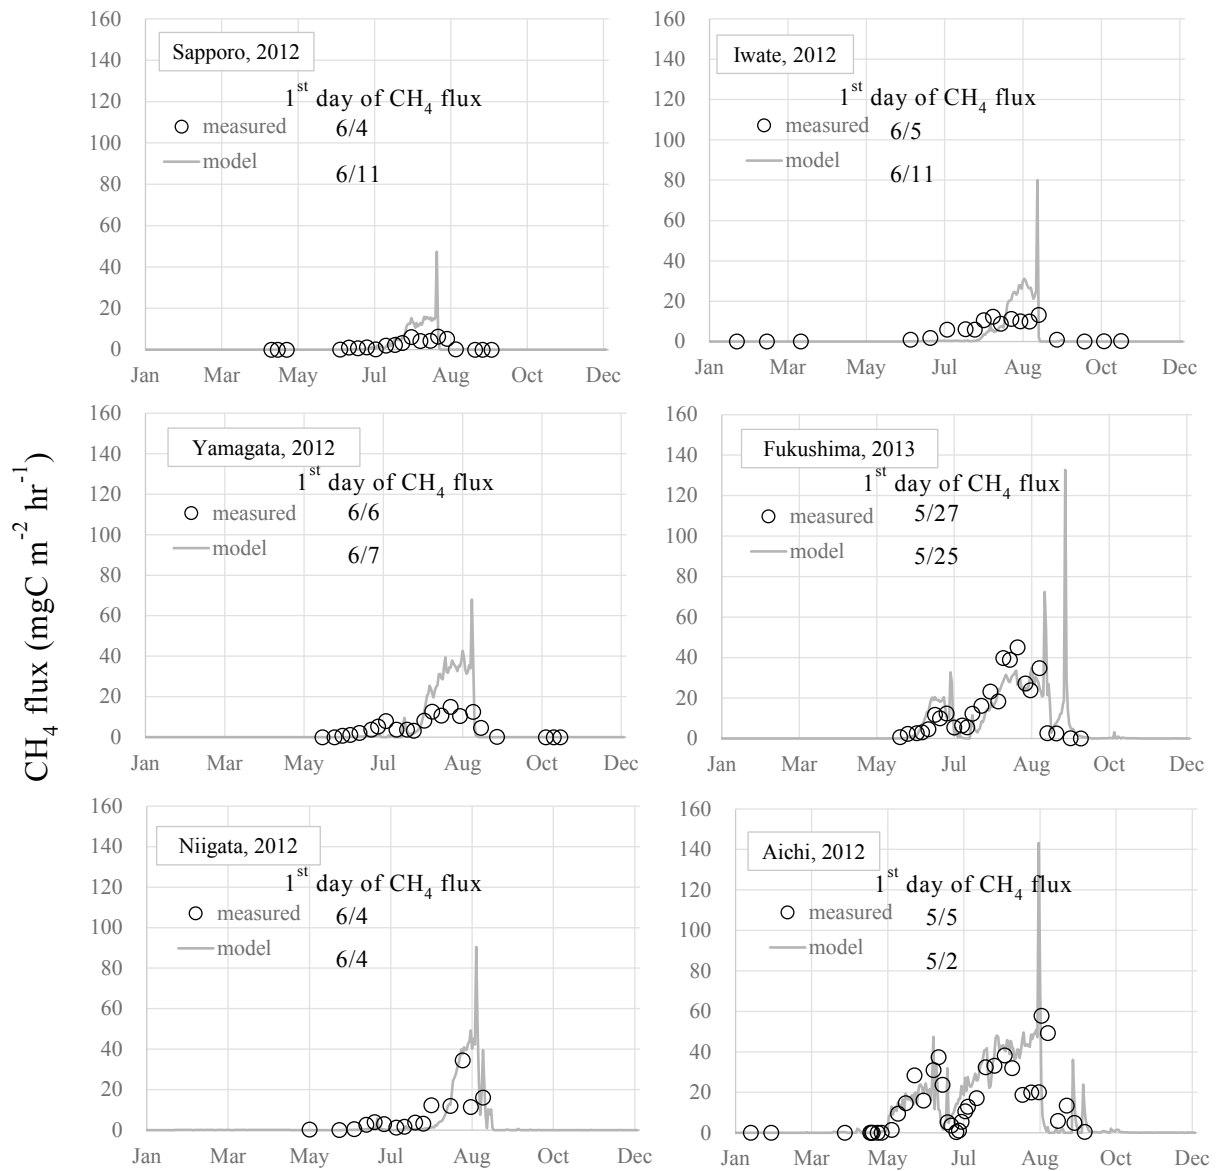 CH4 flux (mgC m-2 hr-1)
160
140
120
100
80
60
40
20
0
Sapporo, 2012
1st day of CH4 flux
measured 6/4
model
6/11
Jan Mar May Jul Aug Oct Dec
160
140
120
100
80
60
40
20
0
Iwate, 2012
1st day of CH4 flux
measured 6/5
model
6/11
Jan Mar May Jul Aug Oct Dec
160
140
120
100
80
60
40
20
0
Yamagata, 2012
1st day of CH4 flux
measured 6/6
model 6/7
Jan Mar May Jul Aug Oct Dec
160
140
120
100
80
60
40
20
0
Fukushima, 2013
1st day of CH4 flux
measured 5/27
model 5/25
Jan Mar May Jul Aug Oct Dec
160
140
120
100
80
60
40
20
0
Niigata, 2012
1st day of CH4 flux
measured 6/4
model 6/4
Jan Mar May Jul Aug Oct Dec
160
140
120
100
80
60
40
20
0
Aichi, 2012
1st day of CH4 flux
measured 5/5
model 5/2
Jan Mar May Jul Aug Oct Dec